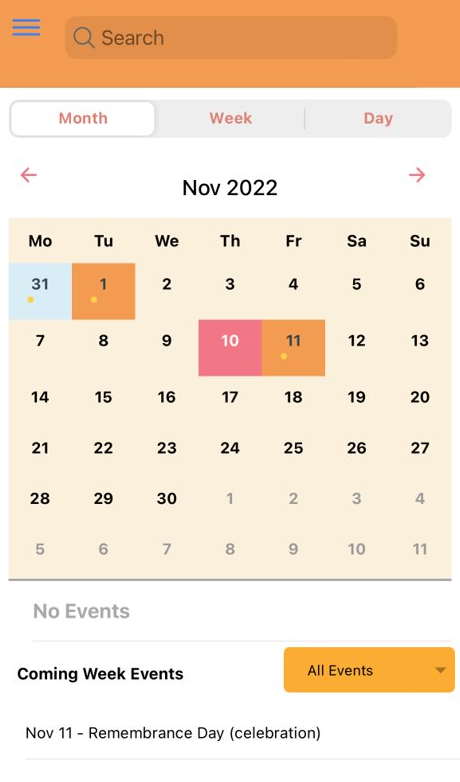 Search
Month Week Day
Nov 2022
Mo Tu We Th Fr Sa Su
31 1 2 3 4 5 6
7 8 9 10 11 12 13
14 15 16 17 18 19 20
21 22 23 24 25 26 27
28 29 30 1 2 3 4
5 6 7 8 9 10 11
No Events
Coming Week Events All Events
Nov 11 - Remembrance Day (celebration)